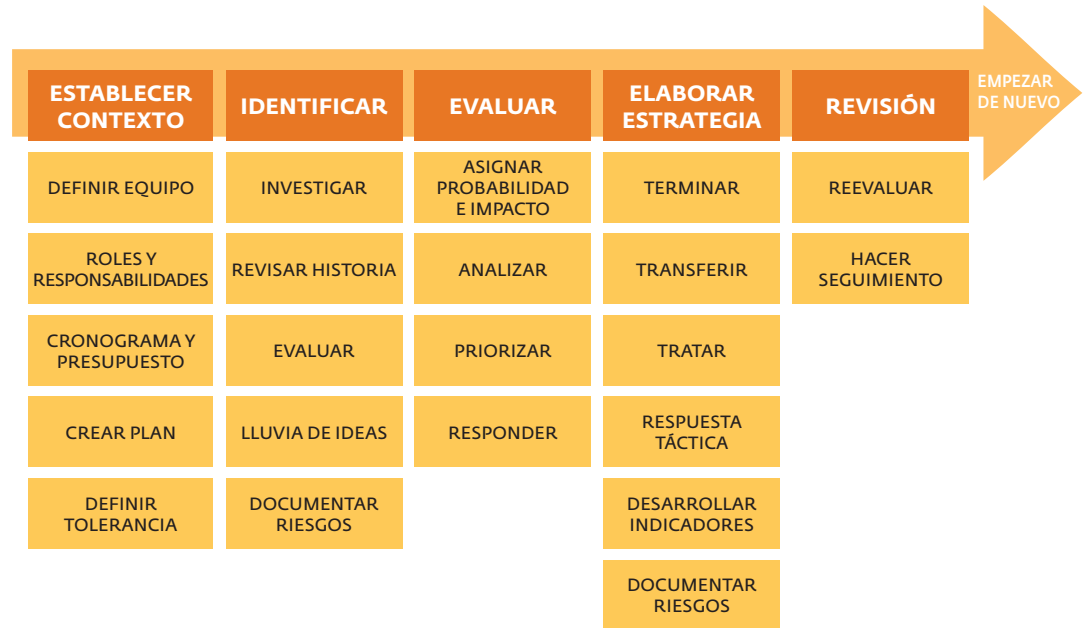 ESTABLECER
CONTEXTO
IDENTIFICAR
EVALUAR
ELABORAR
ESTRATEGIA
REVISIÓN
EMPEZAR
DE NUEVO
DEFINIR EQUIPO
ROLES Y
RESPONSABILIDADES
CRONOGRAMA Y
PRESUPUESTO
CREAR PLAN
DEFINIR
TOLERANCIA
INVESTIGAR
REVISAR HISTORIA
EVALUAR
LLUVIA DE IDEAS
DOCUMENTAR
RIESGOS
ASIGNAR
PROBABILIDAD
E IMPACTO
ANALIZAR
PRIORIZAR
RESPONDER
TERMINAR
TRANSFERIR
TRATAR
RESPUESTA
TÁCTICA
DESARROLLAR
INDICADORES
DOCUMENTAR
RIESGOS
REEVALUAR
HACER
SEGUIMIENTO